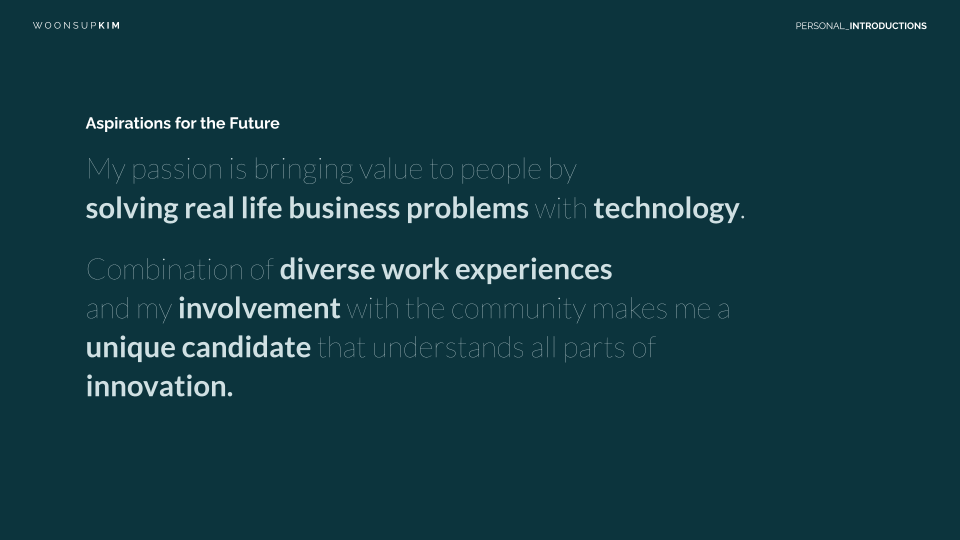 WOONSUPKIM
PERSONAL_INTRODUCTIONS
Aspirations for the Future
My passion is bringing value to people by
solving real life business problems with technology.
Combination of diverse work experiences
and my involvement with the community makes me a
unique candidate that understands all parts of
innovation.